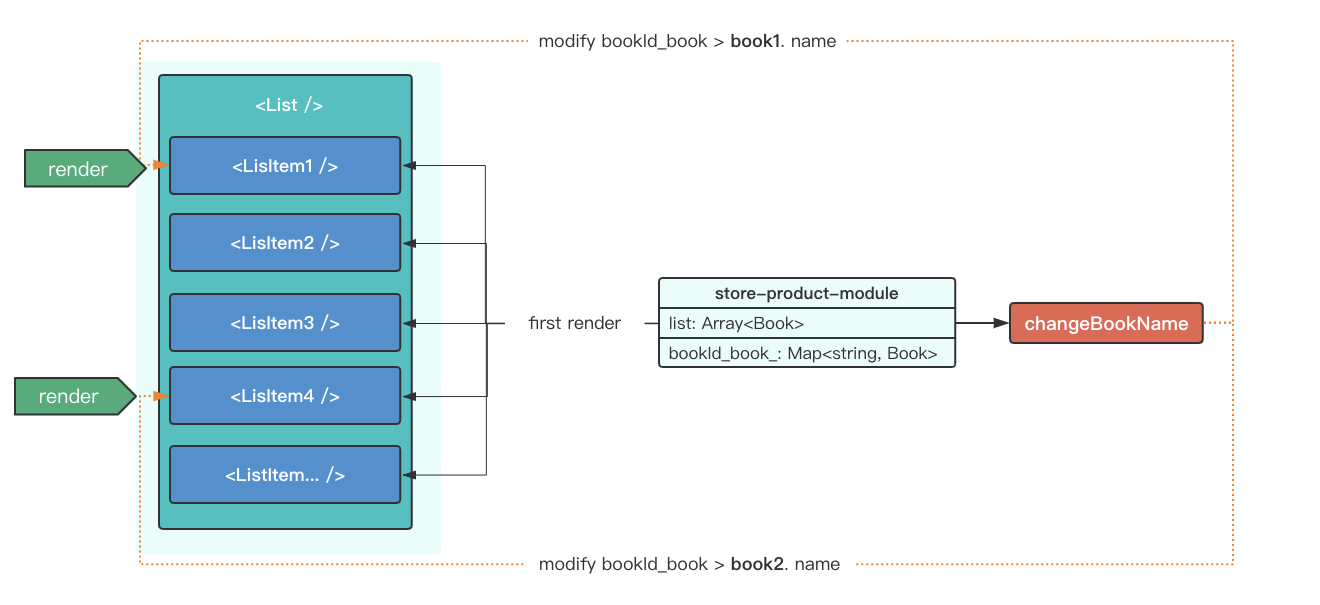 modify bookId_book > book1. name
<List />
render
<LisItem1 />
<LisItem2 />
<LisItem3 />
first render
store-product-module
list: Array<Book>
bookId_book_: Map<string, Book>
changeBookName
render
<LisItem4 />
<ListItem... />
modify bookId_book > book2. name